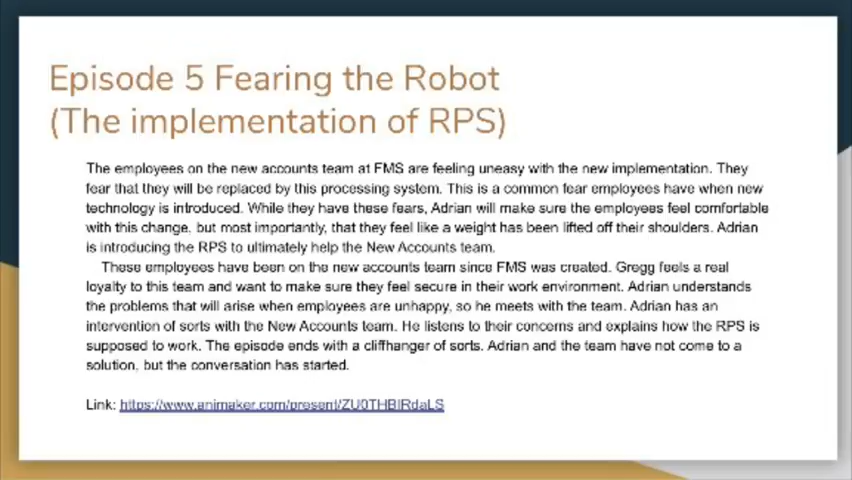 Episode 5 Fearing the Robot
(The implementation of RPS)
The employees on the new accounts team at FMS are feeling uneasy with the new implementation. They
fear that they will be replaced by this processing system. This is a common fear employees have when new
technology is introduced. While they have these fears, Adrian will make sure the employees feel comfortable
with this change, but most importantly, that they feel like a weight has been lifted off their shoulders. Adrian
is introducing the RPS to ultimately help the New Accounts team.
These employees have been on the new accounts team since FMS was created. Gregg feels a real
loyalty to this team and want to make sure they feel secure in their work environment. Adrian understands
the problems that will arise when employees are unhappy, so he meets with the team. Adrian has an
intervention of sorts with the New Accounts team. He listens to their concerns and explains how the RPS is
supposed to work. The episode ends with a cliffhanger of sorts. Adrian and the team have not come to a
solution, but the conversation has started.
Link: https://www.animaker.com/present/ZU0THBIRdaLS